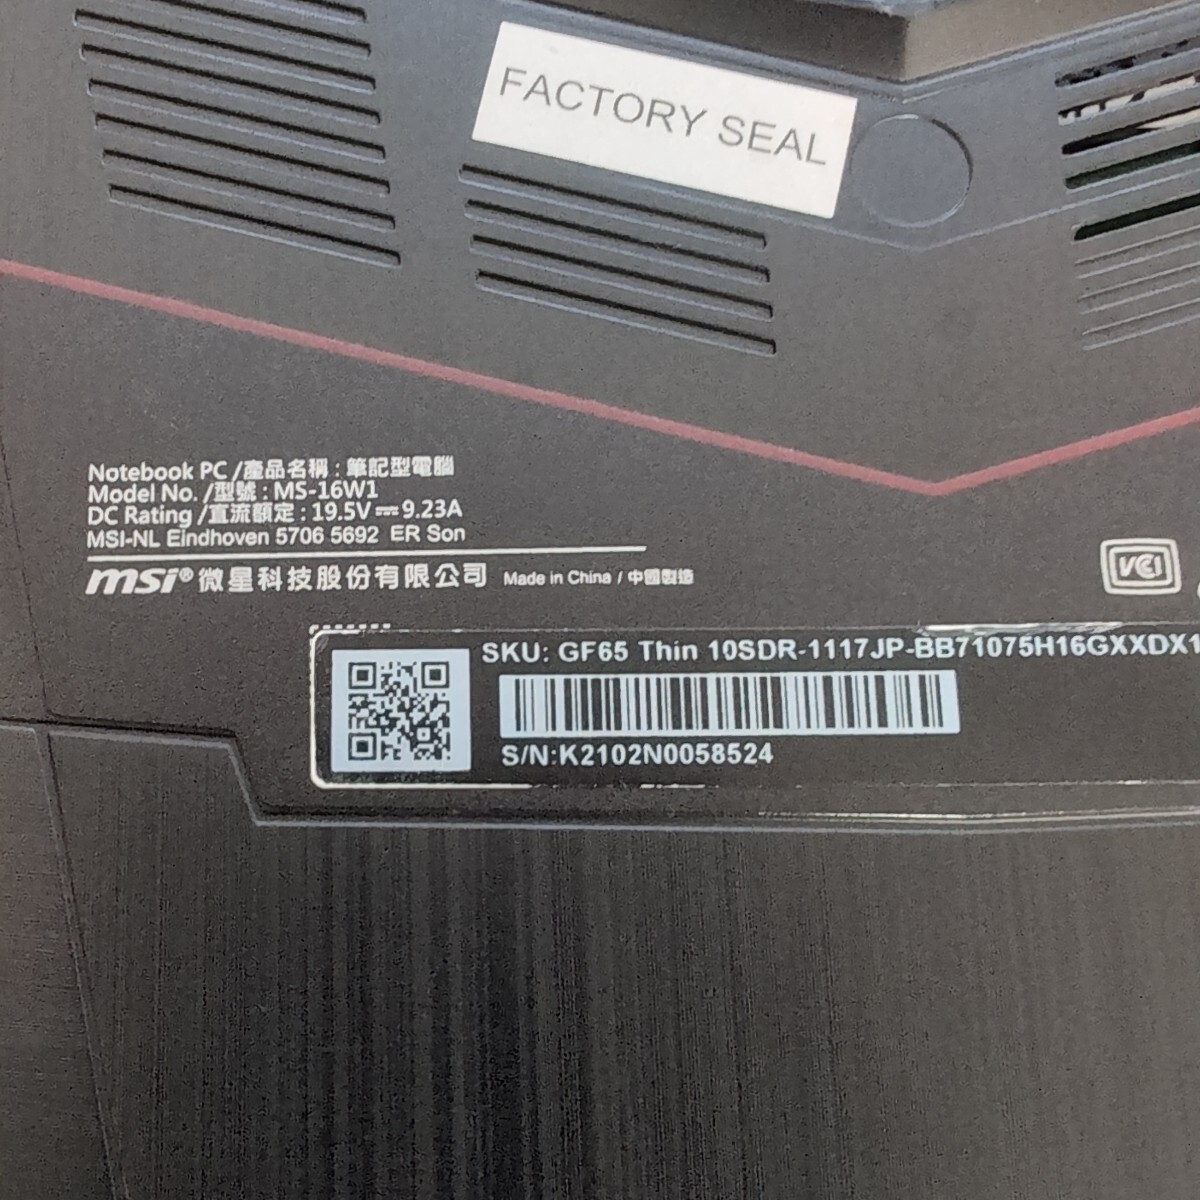 FACTORY SEAL
Notebook PC /產品名稱 : 筆記型電腦
Model No. /型號 : MS-16W1
DC Rating /直流額定 : 19.5V⎓9.23A
MSI-NL Eindhoven 5706 5692 ER Son
msi® 微星科技股份有限公司 Made in China / 中國製造
VCI
SKU: GF65 Thin 10SDR-1117JP-BB71075H16GXXDX1
S/N:K2102N0058524